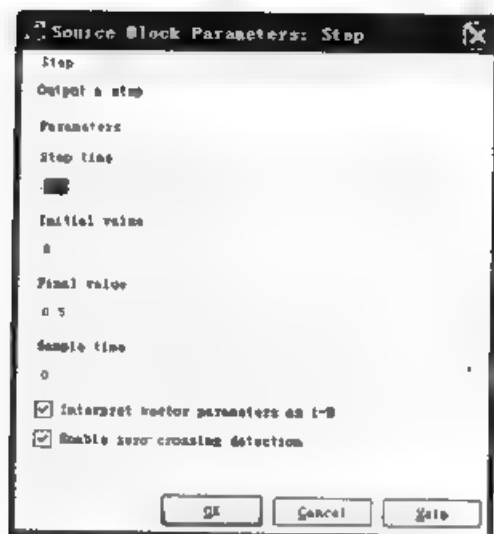 Source Block Parameters: Step
Step
Output a step
Parameters
Step time
Initial value
0
Final value
0 5
Sample time
0
Interpret vector parameters as 1-D
Enable zero crossing detection
OK
Cancel
Help